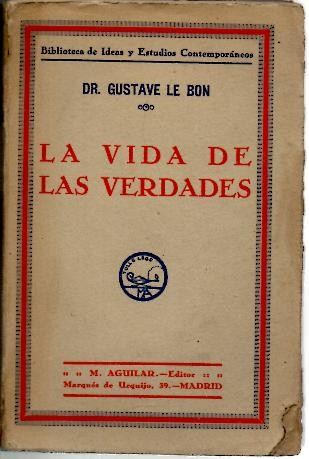 Biblioteca de Ideas y Estudios Contemporáneos
DR. GUSTAVE LE BON
LA VIDA DE
LAS VERDADES
" " M. AGUILAR.—Editor :: "
Marqués de Urquijo, 39.—MADRID